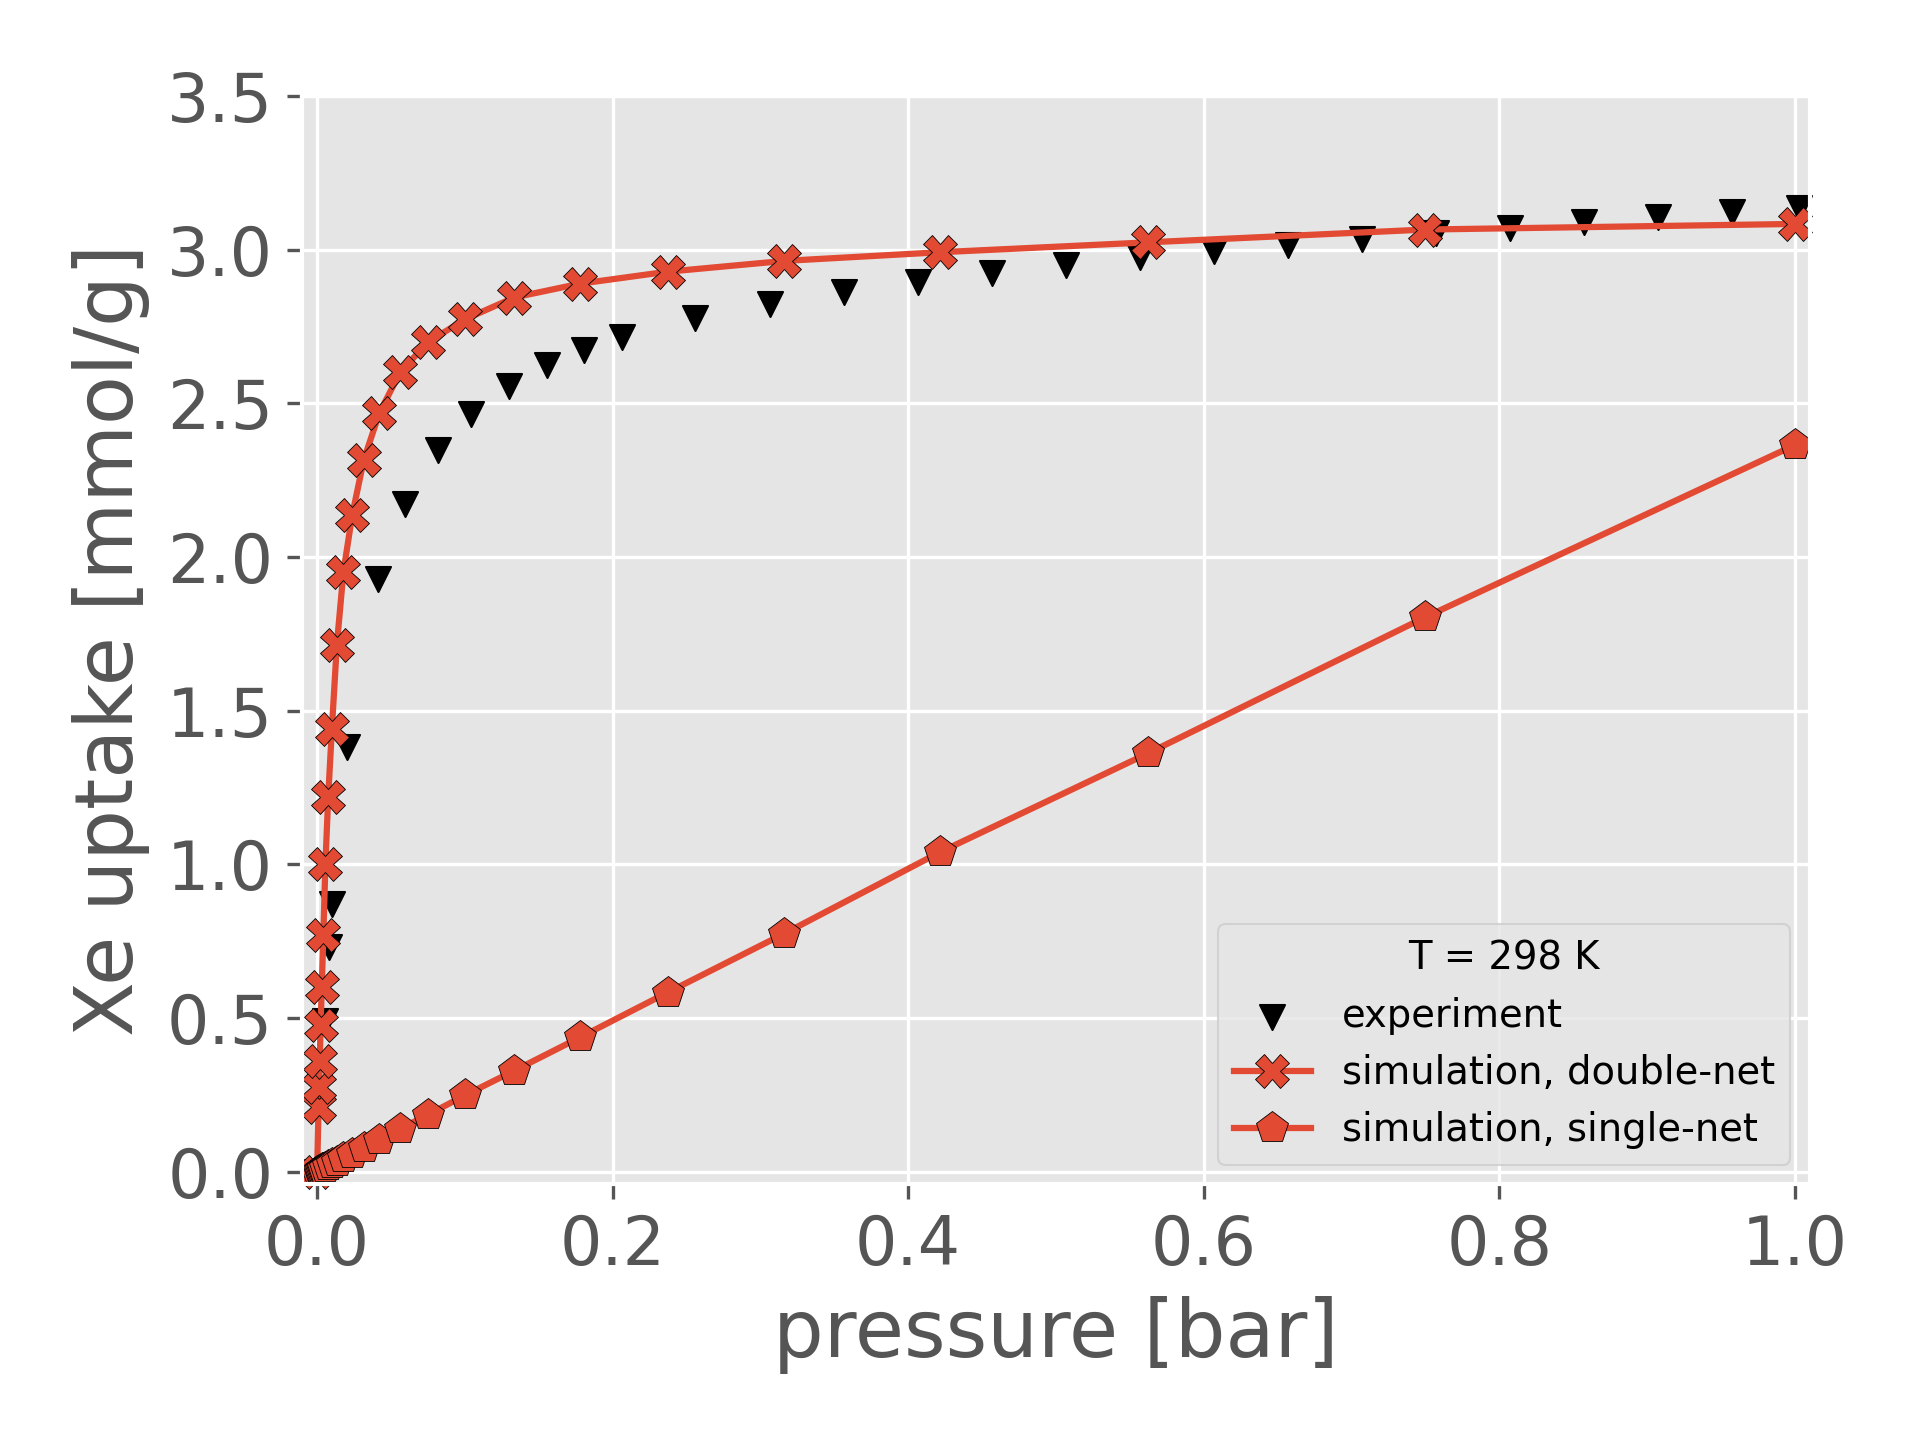 3.5
3.0
2.5
2.0
1.5
1.0
0.5
0.0
Xe uptake [mmol/g]
T = 298 K
experiment
simulation, double-net
simulation, single-net
0.0 0.2 0.4 0.6 0.8 1.0
pressure [bar]